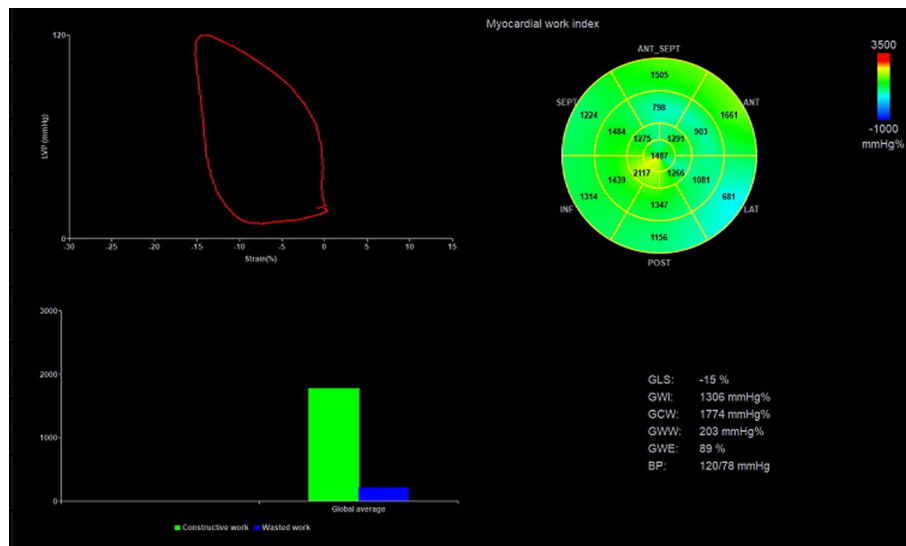 Myocardial work index
120
LVP (mmHg)
0
-30 -25 -20 -15 -10 -5 0 5 10 15
Strain(%)
ANT_SEPT
SEPT
ANT
INF
LAT
POST
1505
1224
1661
798
1484
903
1275
1291
1487
2117
1266
1439
1081
1314
681
1347
1156
3500
-1000
mmHg%
3000
2000
1000
0
Global average
Constructive work Wasted work
GLS: -15 %
GWI: 1306 mmHg%
GCW: 1774 mmHg%
GWW: 203 mmHg%
GWE: 89 %
BP: 120/78 mmHg